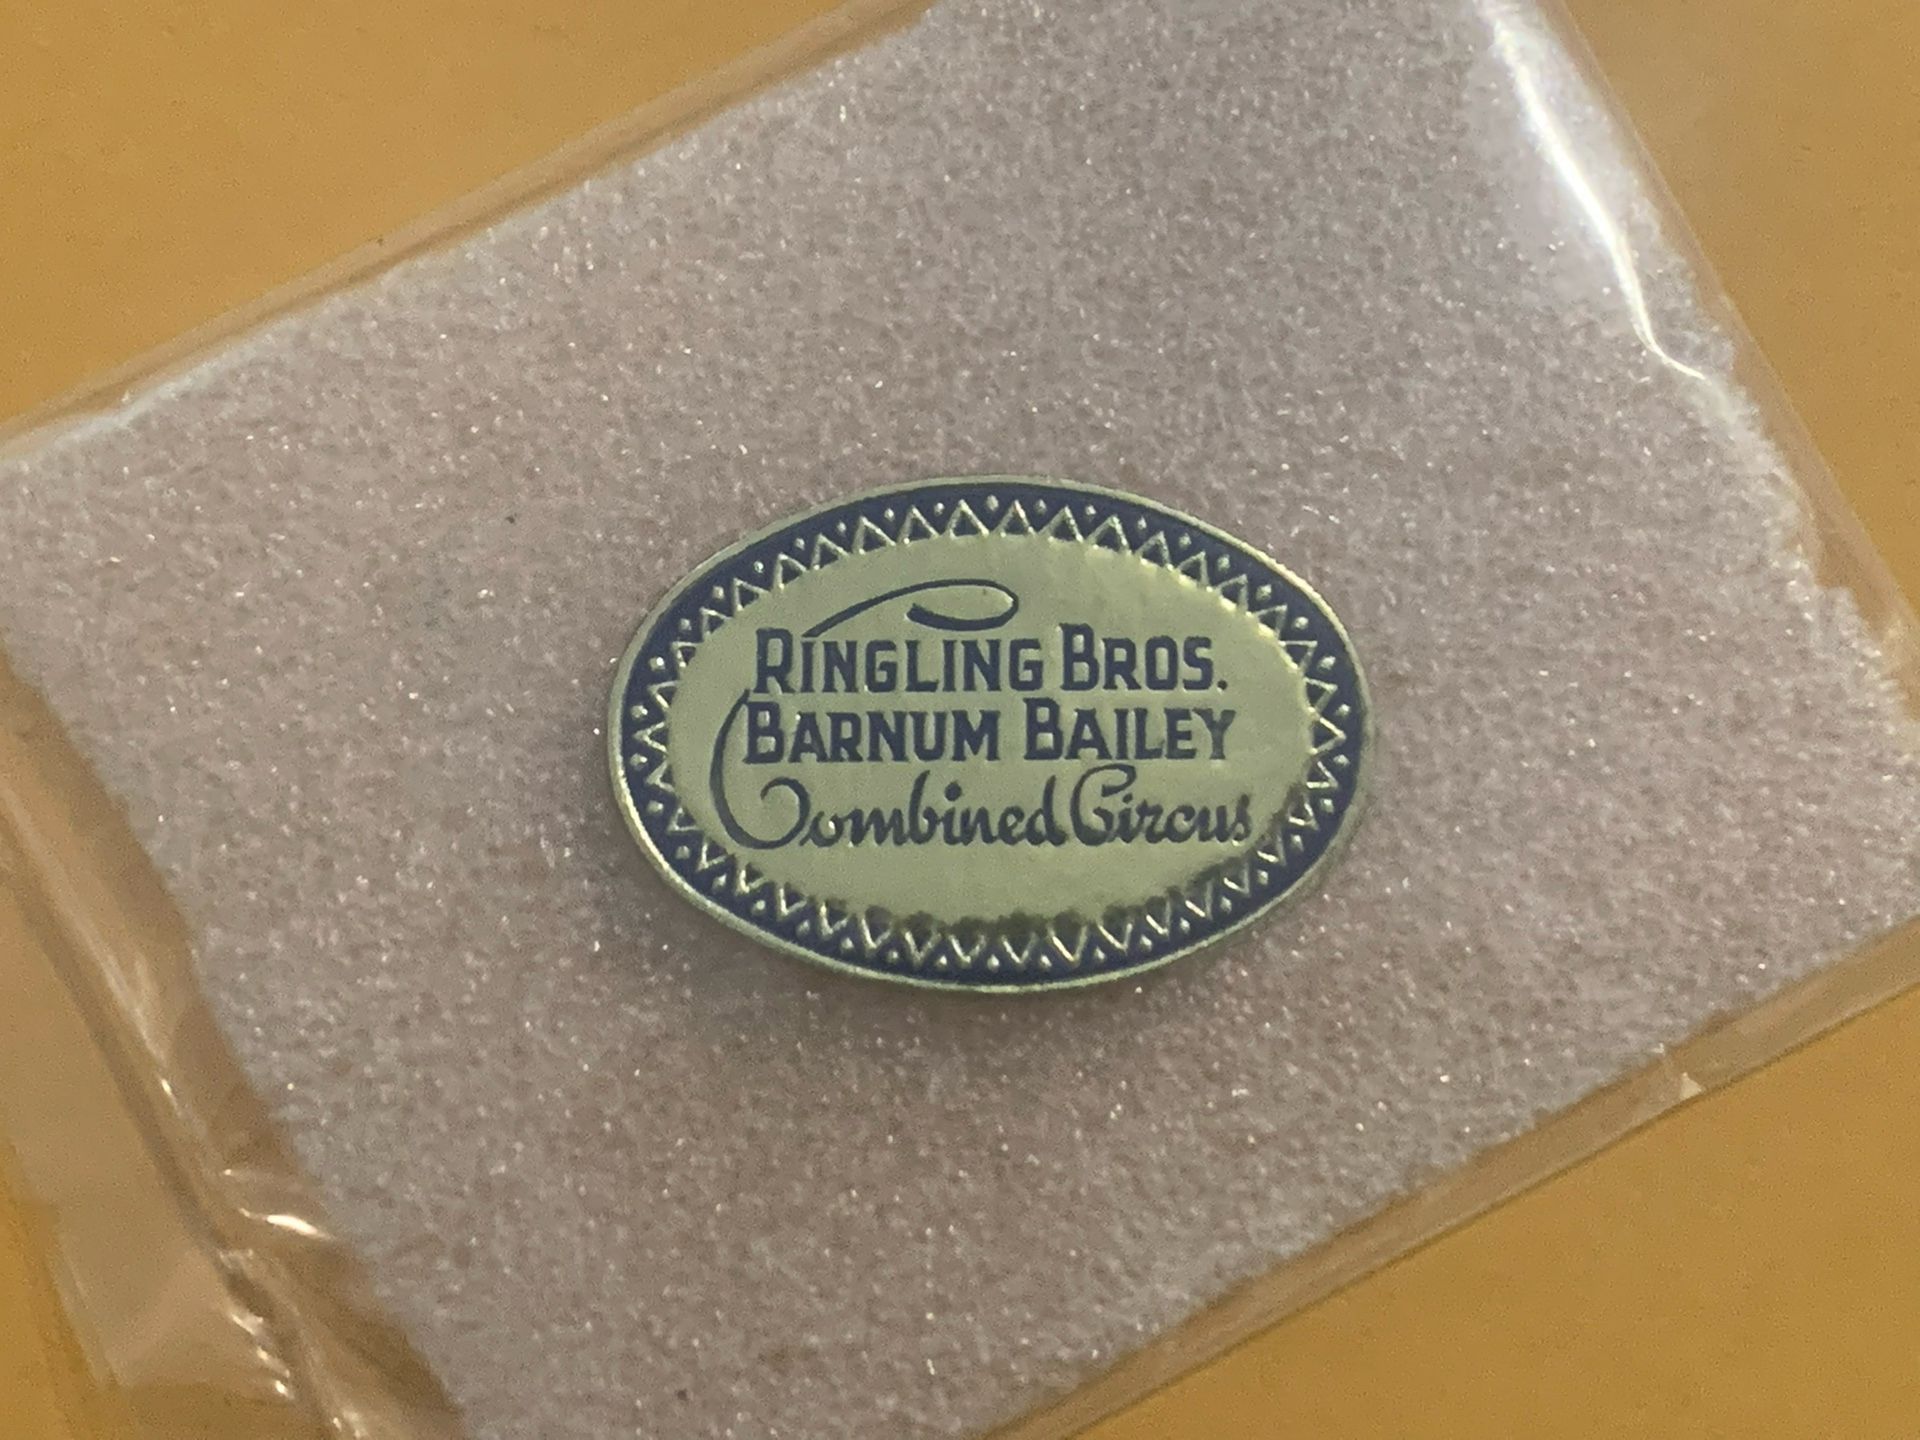 RINGLING BROS.
BARNUM BAILEY
Combined Circus